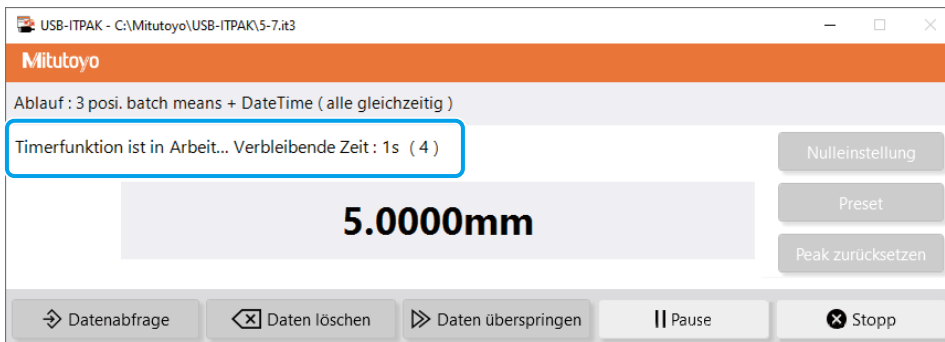 USB-ITPAK - C:\Mitutoyo\USB-ITPAK\5-7.it3
Mitutoyo
Ablauf : 3 posi. batch means + DateTime ( alle gleichzeitig )
Timerfunktion ist in Arbeit... Verbleibende Zeit : 1s ( 4 )
Nulleinstellung
5.0000mm
Preset
Peak zurücksetzen
Datenabfrage Daten löschen Daten überspringen Pause Stopp